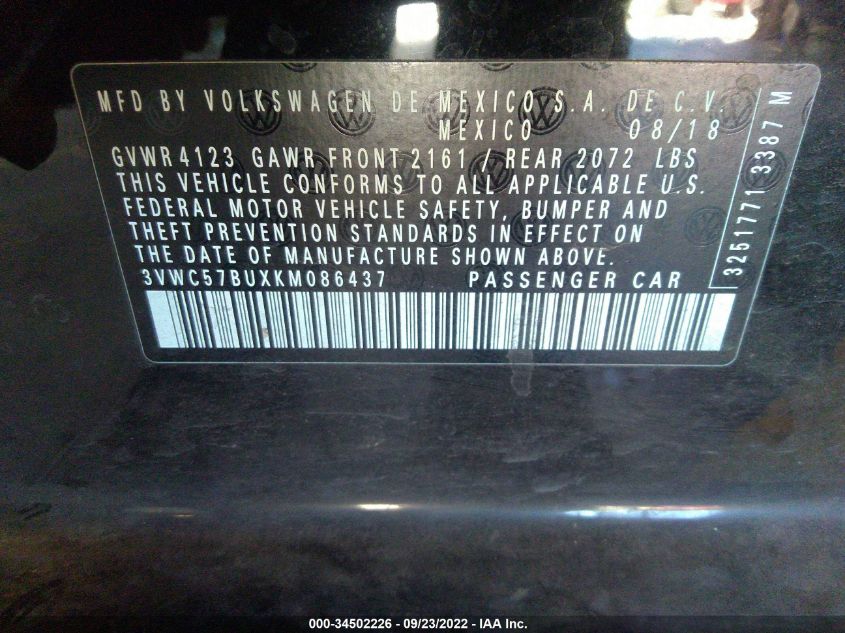 MFD BY VOLKSWAGEN DE MEXICO S.A. DE C.V.
MEXICO 08/18
GVWR 4123 GAWR FRONT 2161 / REAR 2072 LBS
THIS VEHICLE CONFORMS TO ALL APPLICABLE U.S.
FEDERAL MOTOR VEHICLE SAFETY, BUMPER AND
THEFT PREVENTION STANDARDS IN EFFECT ON
THE DATE OF MANUFACTURE SHOWN ABOVE.
3VWC57BUXKM086437 PASSENGER CAR
3251771 3387 M
000-34502226 - 09/23/2022 - IAA Inc.